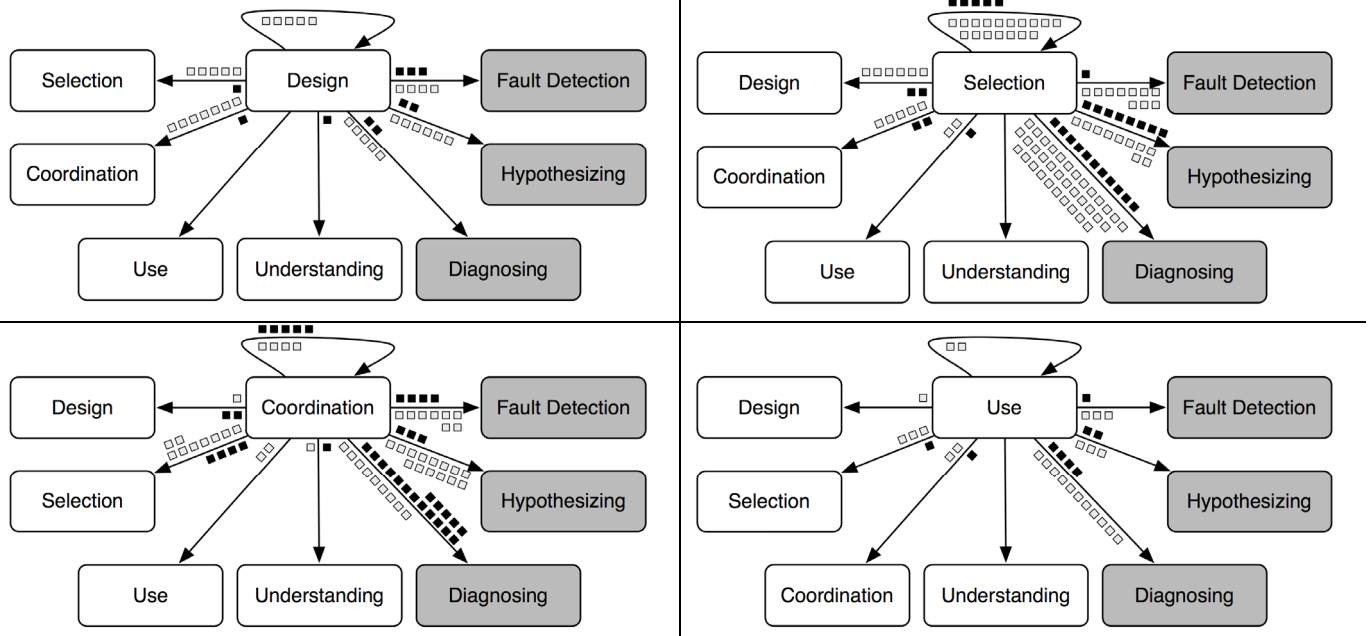 Selection
Design
Fault Detection
Coordination
Hypothesizing
Use
Understanding
Diagnosing
Design
Selection
Fault Detection
Coordination
Hypothesizing
Use
Understanding
Diagnosing
Design
Coordination
Fault Detection
Selection
Hypothesizing
Use
Understanding
Diagnosing
Design
Use
Fault Detection
Selection
Hypothesizing
Coordination
Understanding
Diagnosing